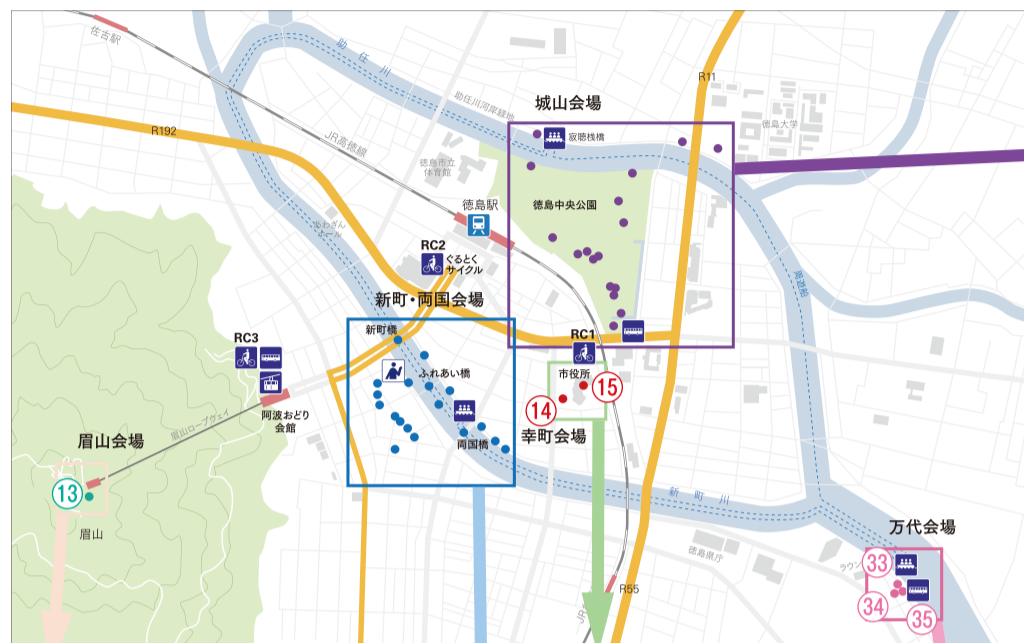 佐古駅
助任川
R192
JR高徳線
助任川河岸緑地
城山会場
寂聴桟橋
R11
徳島大学
徳島市立
体育館
徳島駅
徳島中央公園
周遊船
RC2
ぐるとく
サイクル
新町・両国会場
新町橋
RC1
RC3
ふれあい橋
市役所
15
14
幸町会場
阿波おどり
会館
両国橋
眉山ロープウェイ
眉山会場
13
眉山
新町川
徳島県庁
万代会場
33
34
35
R55